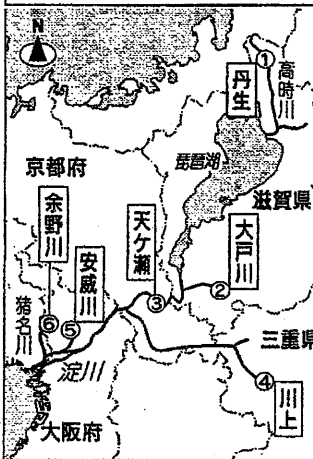 N
①
丹生
高時川
琵琶湖
京都府
滋賀県
余野川
安威川
天ケ瀬
大戸川
③
②
猪名川
⑥
⑤
淀川
三重県
④
川上
大阪府